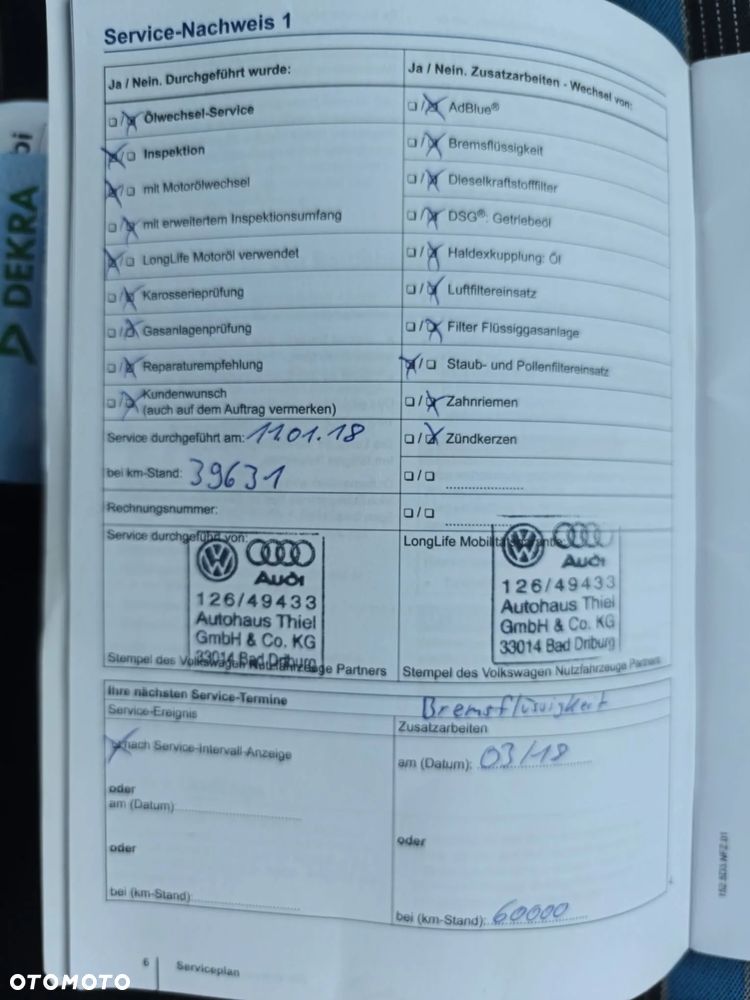 Service-Nachweis 1
Ja / Nein. Durchgeführt wurde:
Ölwechsel-Service
Inspektion
mit Motorölwechsel
mit erweitertem Inspektionsumfang
LongLife Motoröl verwendet
Karosserieprüfung
Gasanlagenprüfung
Reparaturempfehlung
Kundenwunsch
(auch auf dem Auftrag vermerken)
Service durchgeführt am: 11.01.18
bei km-Stand: 39631
Rechnungsnummer:
Service durchgeführt von:
Audi
126/49433
Autohaus Thiel
GmbH & Co. KG
33014 Bad Driburg
Stempel des Volkswagen Nutzfahrzeuge Partners
Ja / Nein. Zusatzarbeiten - Wechsel von:
AdBlue®
Bremsflüssigkeit
Dieselkraftstofffilter
DSG®: Getriebeöl
Haldexkupplung: Öl
Luftfiltereinsatz
Filter Flüssiggasanlage
Staub- und Pollenfiltereinsatz
Zahnriemen
Zündkerzen
LongLife Mobilitätsgarantie:
Audi
126/49433
Autohaus Thiel
GmbH & Co. KG
33014 Bad Driburg
Stempel des Volkswagen Nutzfahrzeuge Partners
Ihre nächsten Service-Termine
Service-Ereignis
nach Service-Intervall-Anzeige
oder
am (Datum):
oder
bei (km-Stand):
Bremsflüssigkeit
Zusatzarbeiten
am (Datum): 03/18
oder
bei (km-Stand): 60000
6
Serviceplan
DEKRA
152.5D3.NFZ.01
OTOMOTO